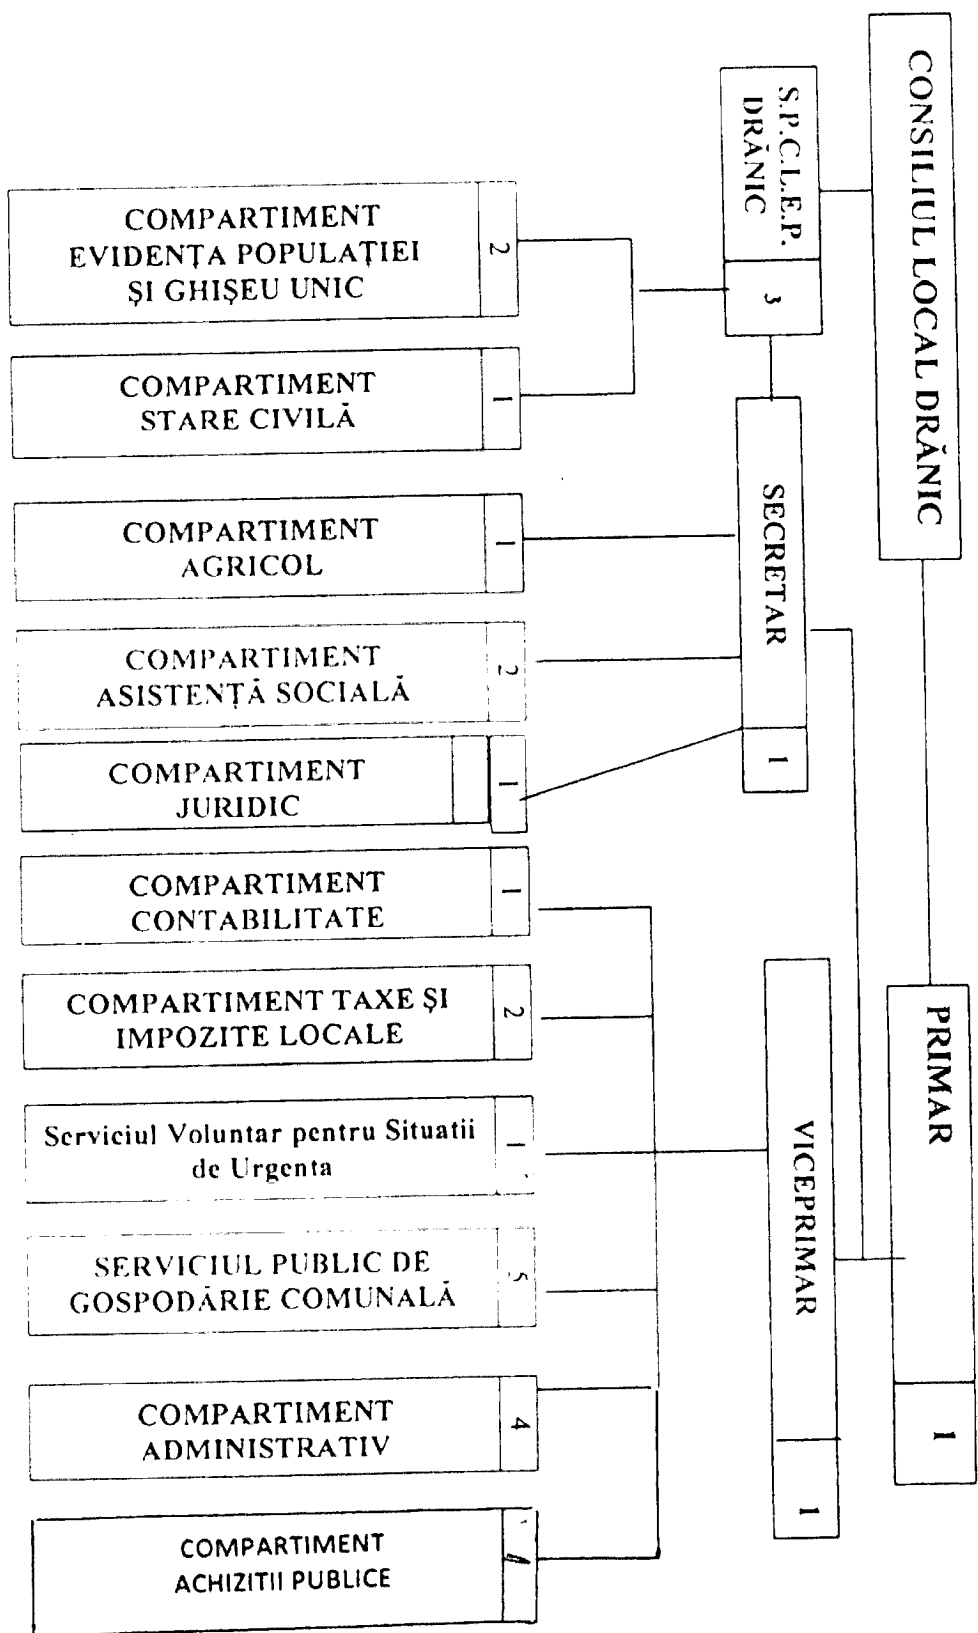 CONSILIUL LOCAL DRĂNIC
PRIMAR
1
S.P.C.L.E.P.
DRĂNIC
3
SECRETAR
1
VICEPRIMAR
1
COMPARTIMENT
EVIDENȚA POPULAȚIEI
ȘI GHIȘEU UNIC
2
COMPARTIMENT
STARE CIVILĂ
1
COMPARTIMENT
AGRICOL
1
COMPARTIMENT
ASISTENȚĂ SOCIALĂ
2
COMPARTIMENT
JURIDIC
1
COMPARTIMENT
CONTABILITATE
1
COMPARTIMENT TAXE ȘI
IMPOZITE LOCALE
2
Serviciul Voluntar pentru Situatii
de Urgenta
1
SERVICIUL PUBLIC DE
GOSPODĂRIE COMUNALĂ
5
COMPARTIMENT
ADMINISTRATIV
4
COMPARTIMENT
ACHIZITII PUBLICE
1